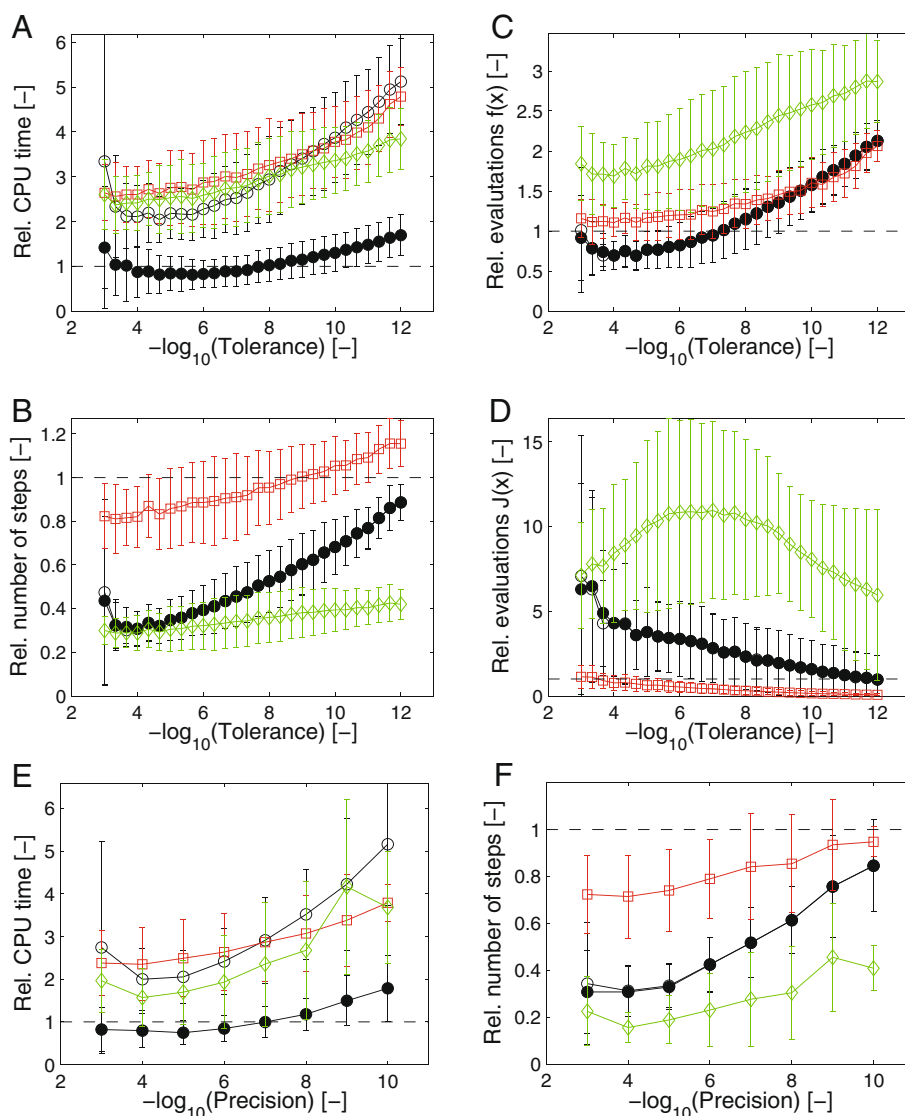 A
Rel. CPU time [−]
6
5
4
3
2
1
0
2 4 6 8 10 12
−log10(Tolerance) [−]
C
Rel. evalutations f(x) [−]
3
2.5
2
1.5
1
0.5
0
2 4 6 8 10 12
−log10(Tolerance) [−]
B
Rel. number of steps [−]
1.2
1
0.8
0.6
0.4
0.2
0
2 4 6 8 10 12
−log10(Tolerance) [−]
D
Rel. evaluations J(x) [−]
15
10
5
0
2 4 6 8 10 12
−log10(Tolerance) [−]
E
Rel. CPU time [−]
6
5
4
3
2
1
0
2 4 6 8 10
−log10(Precision) [−]
F
Rel. number of steps [−]
1
0.8
0.6
0.4
0.2
0
2 4 6 8 10
−log10(Precision) [−]